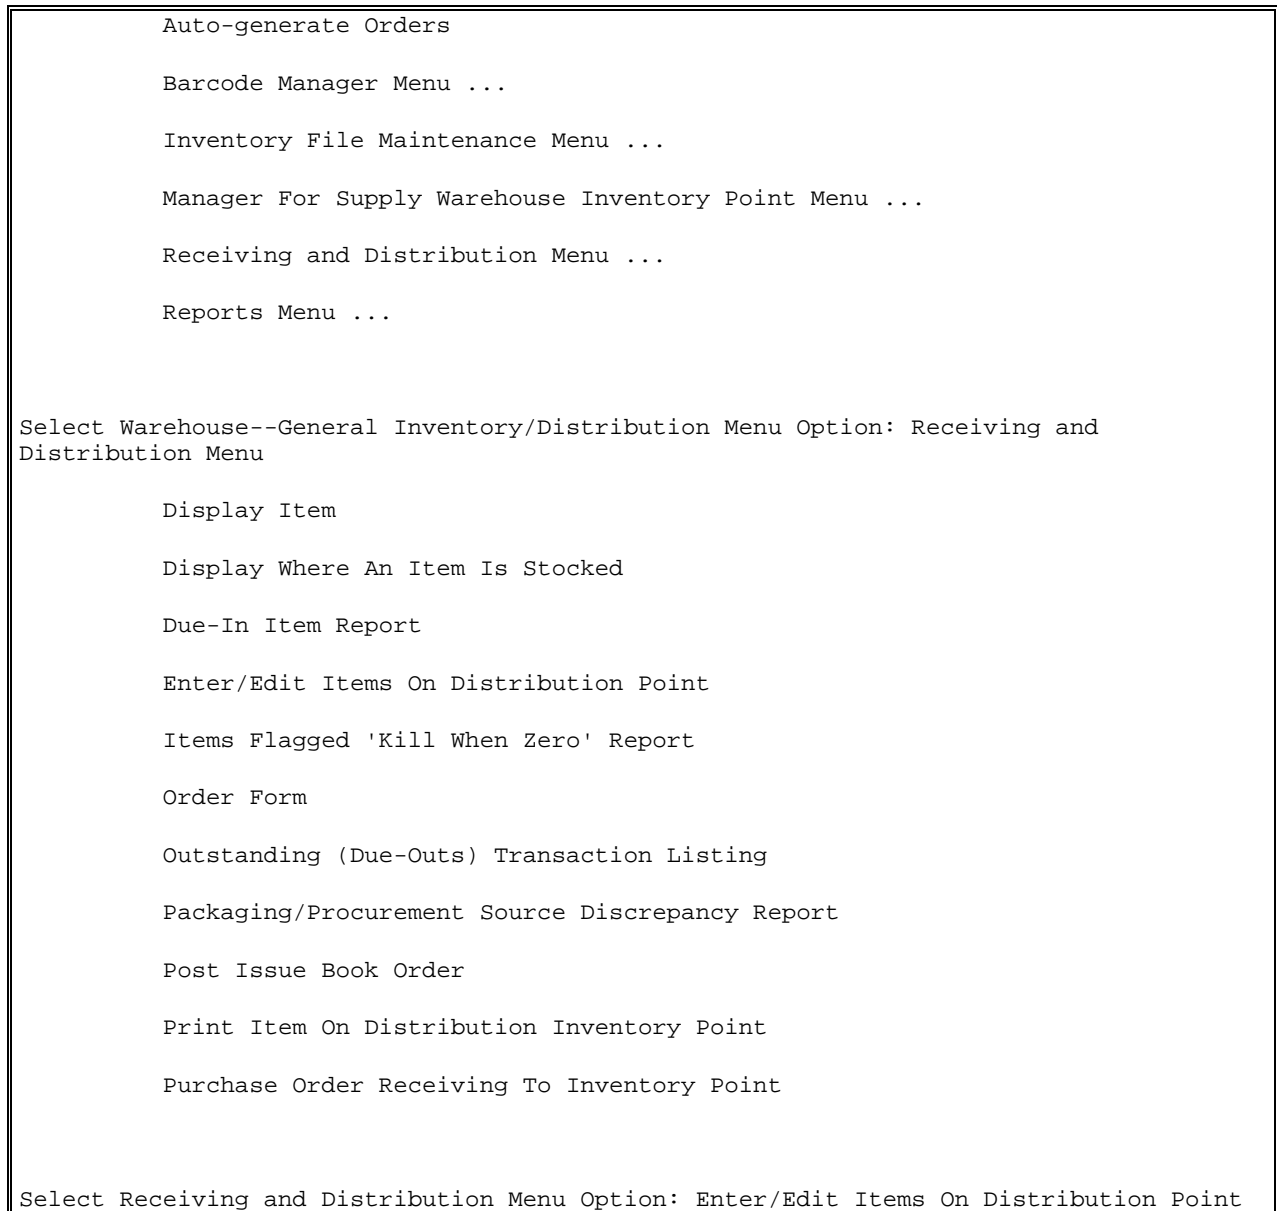 Auto-generate Orders
Barcode Manager Menu ...
Inventory File Maintenance Menu ...
Manager For Supply Warehouse Inventory Point Menu ...
Receiving and Distribution Menu ...
Reports Menu ...
Select Warehouse--General Inventory/Distribution Menu Option: Receiving and
Distribution Menu
Display Item
Display Where An Item Is Stocked
Due-In Item Report
Enter/Edit Items On Distribution Point
Items Flagged 'Kill When Zero' Report
Order Form
Outstanding (Due-Outs) Transaction Listing
Packaging/Procurement Source Discrepancy Report
Post Issue Book Order
Print Item On Distribution Inventory Point
Purchase Order Receiving To Inventory Point
Select Receiving and Distribution Menu Option: Enter/Edit Items On Distribution Point